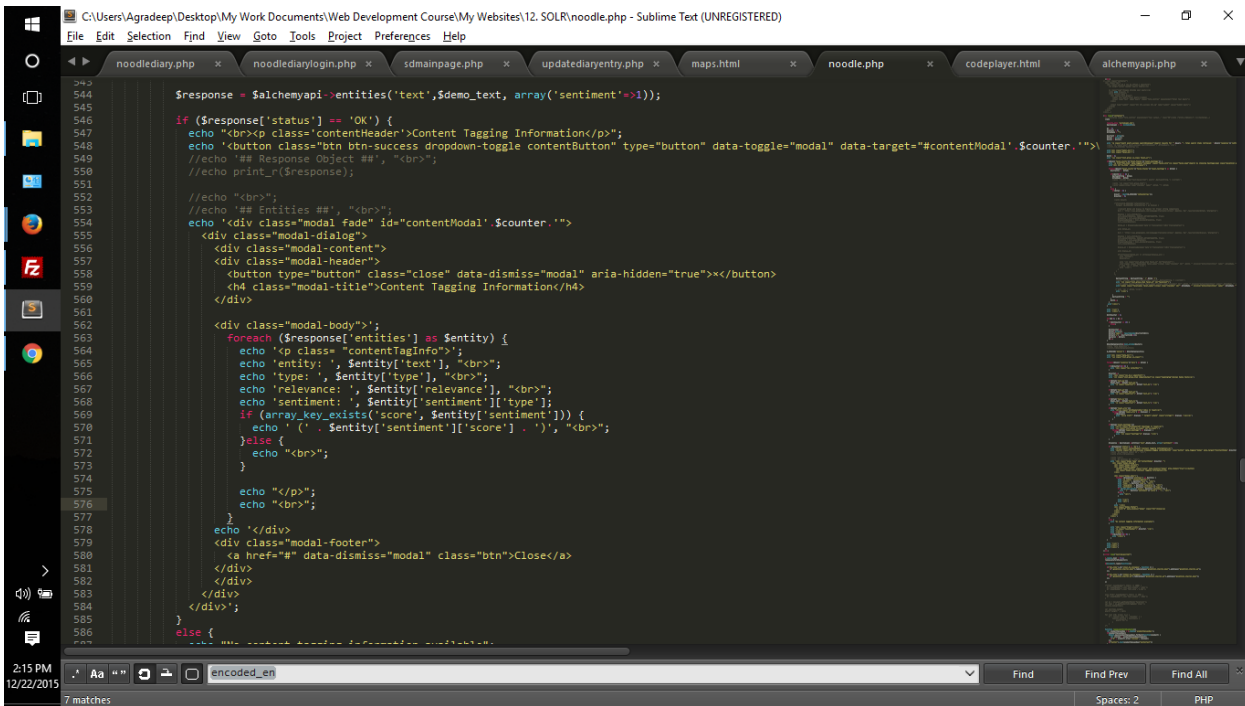 C:\Users\Agradeep\Desktop\My Work Documents\Web Development Course\My Websites\12. SOLR\noodle.php - Sublime Text (UNREGISTERED)
File Edit Selection Find View Goto Tools Project Preferences Help
noodlediary.php × noodlediarylogin.php × sdmainpage.php × updatediaryentry.php × maps.html × noodle.php × codeplayer.html × alchemyapi.php ×
543
544 $response = $alchemyapi->entities('text',$demo_text, array('sentiment'=>1));
545
546 if ($response['status'] == 'OK') {
547 echo "<br><p class='contentHeader'>Content Tagging Information</p>";
548 echo '<button class="btn btn-success dropdown-toggle contentButton" type="button" data-toggle="modal" data-target="#contentModal'.$counter.'">\
549 //echo '## Response Object ##', "<br>";
550 //echo print_r($response);
551
552 //echo "<br>";
553 //echo '## Entities ##', "<br>";
554 echo '<div class="modal fade" id="contentModal'.$counter.'">
555 <div class="modal-dialog">
556 <div class="modal-content">
557 <div class="modal-header">
558 <button type="button" class="close" data-dismiss="modal" aria-hidden="true">×</button>
559 <h4 class="modal-title">Content Tagging Information</h4>
560 </div>
561
562 <div class="modal-body">';
563 foreach ($response['entities'] as $entity) {
564 echo '<p class= "contentTagInfo">';
565 echo 'entity: ', $entity['text'], "<br>";
566 echo 'type: ', $entity['type'], "<br>";
567 echo 'relevance: ', $entity['relevance'], "<br>";
568 echo 'sentiment: ', $entity['sentiment']['type'];
569 if (array_key_exists('score', $entity['sentiment'])) {
570 echo ' (' . $entity['sentiment']['score'] . ')', "<br>";
571 }else {
572 echo "<br>";
573 }
574
575 echo "</p>";
576 echo "<br>";
577 }
578 echo '</div>
579 <div class="modal-footer">
580 <a href="#" data-dismiss="modal" class="btn">Close</a>
581 </div>
582 </div>
583 </div>
584 </div>';
585 }
586 else {
587 echo "No content tagging information available";
2:15 PM
12/22/2015
.* Aa “” encoded_en Find Find Prev Find All
7 matches Spaces: 2 PHP